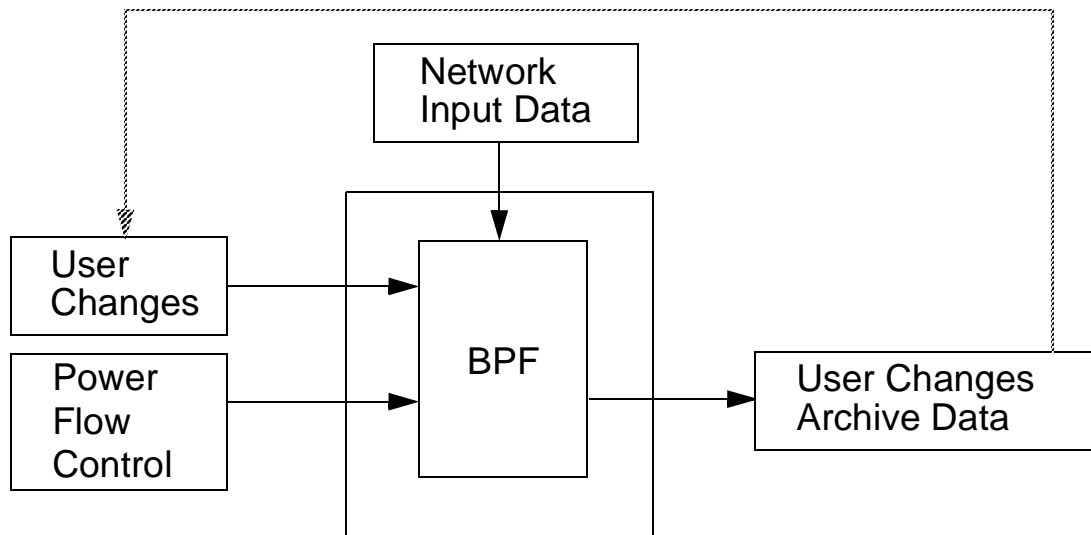 Network
Input Data
User
Changes
BPF
Power
Flow
Control
User Changes
Archive Data